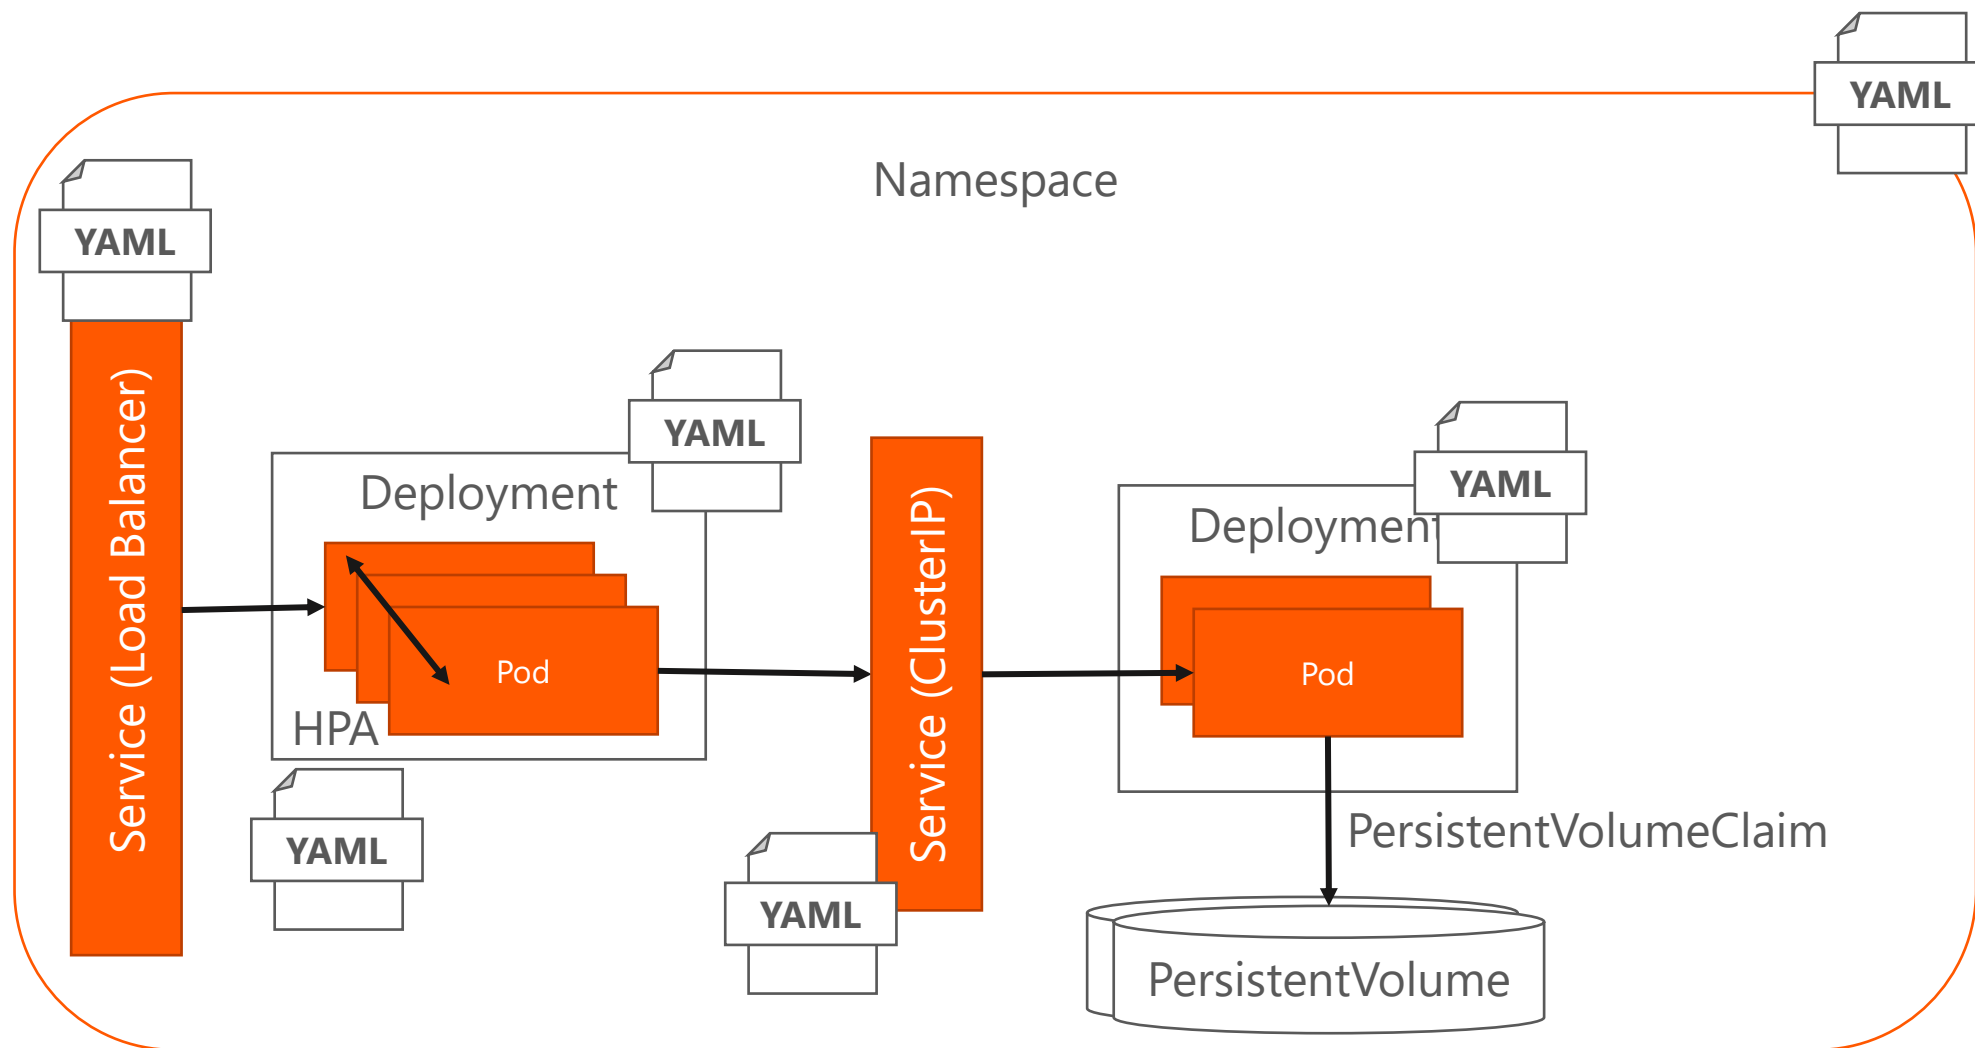 YAML
Namespace
YAML
Service (Load Balancer)
YAML
Deployment
YAML
Deployment
Service (ClusterIP)
Pod
Pod
HPA
PersistentVolumeClaim
YAML
YAML
PersistentVolume